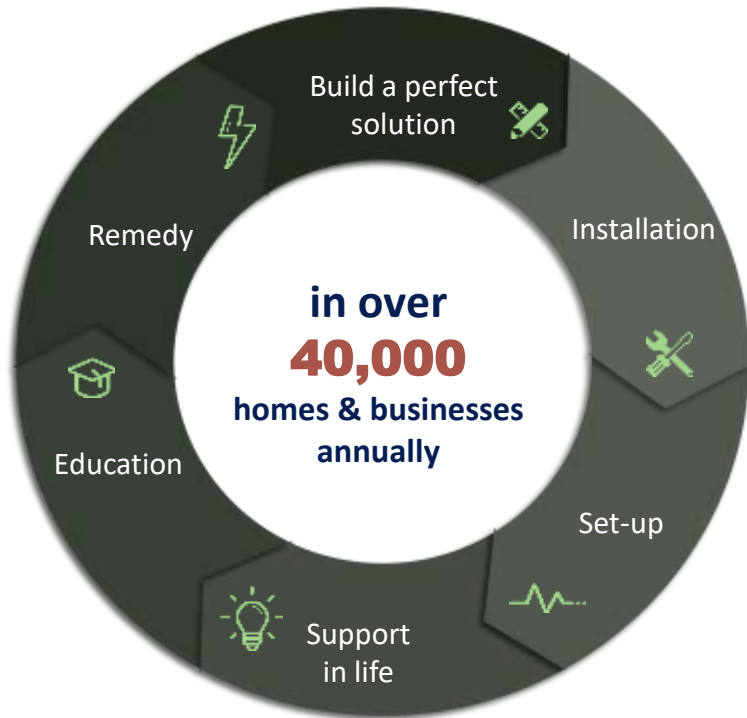 Build a perfect
solution
Installation
Set-up
Support
in life
Education
Remedy
in over
40,000
homes & businesses
annually